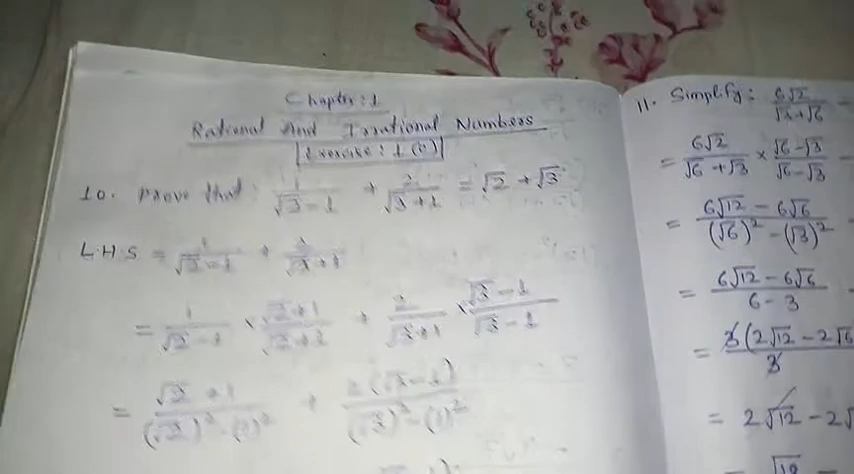 Chapter: 1
Rational And Irrational Numbers
Exercise: 1(B)
10. Prove that: 1/(√2 - 1) + 2/(√3 + 1) = √2 + √3
L.H.S = 1/(√2 - 1) + 2/(√3 + 1)
= 1/(√2 - 1) × (√2 + 1)/(√2 + 1) + 2/(√3 + 1) × (√3 - 1)/(√3 - 1)
= (√2 + 1)/((√2)² - (1)²) + 2(√3 - 1)/((√3)² - (1)²)
11. Simplify: 6√2/(√3 + √6) -
= 6√2/(√6 + √3) × (√6 - √3)/(√6 - √3) -
= (6√12 - 6√6)/((√6)² - (√3)²) -
= (6√12 - 6√6)/(6 - 3) -
= 3(2√12 - 2√6/3
= 2√12 - 2√